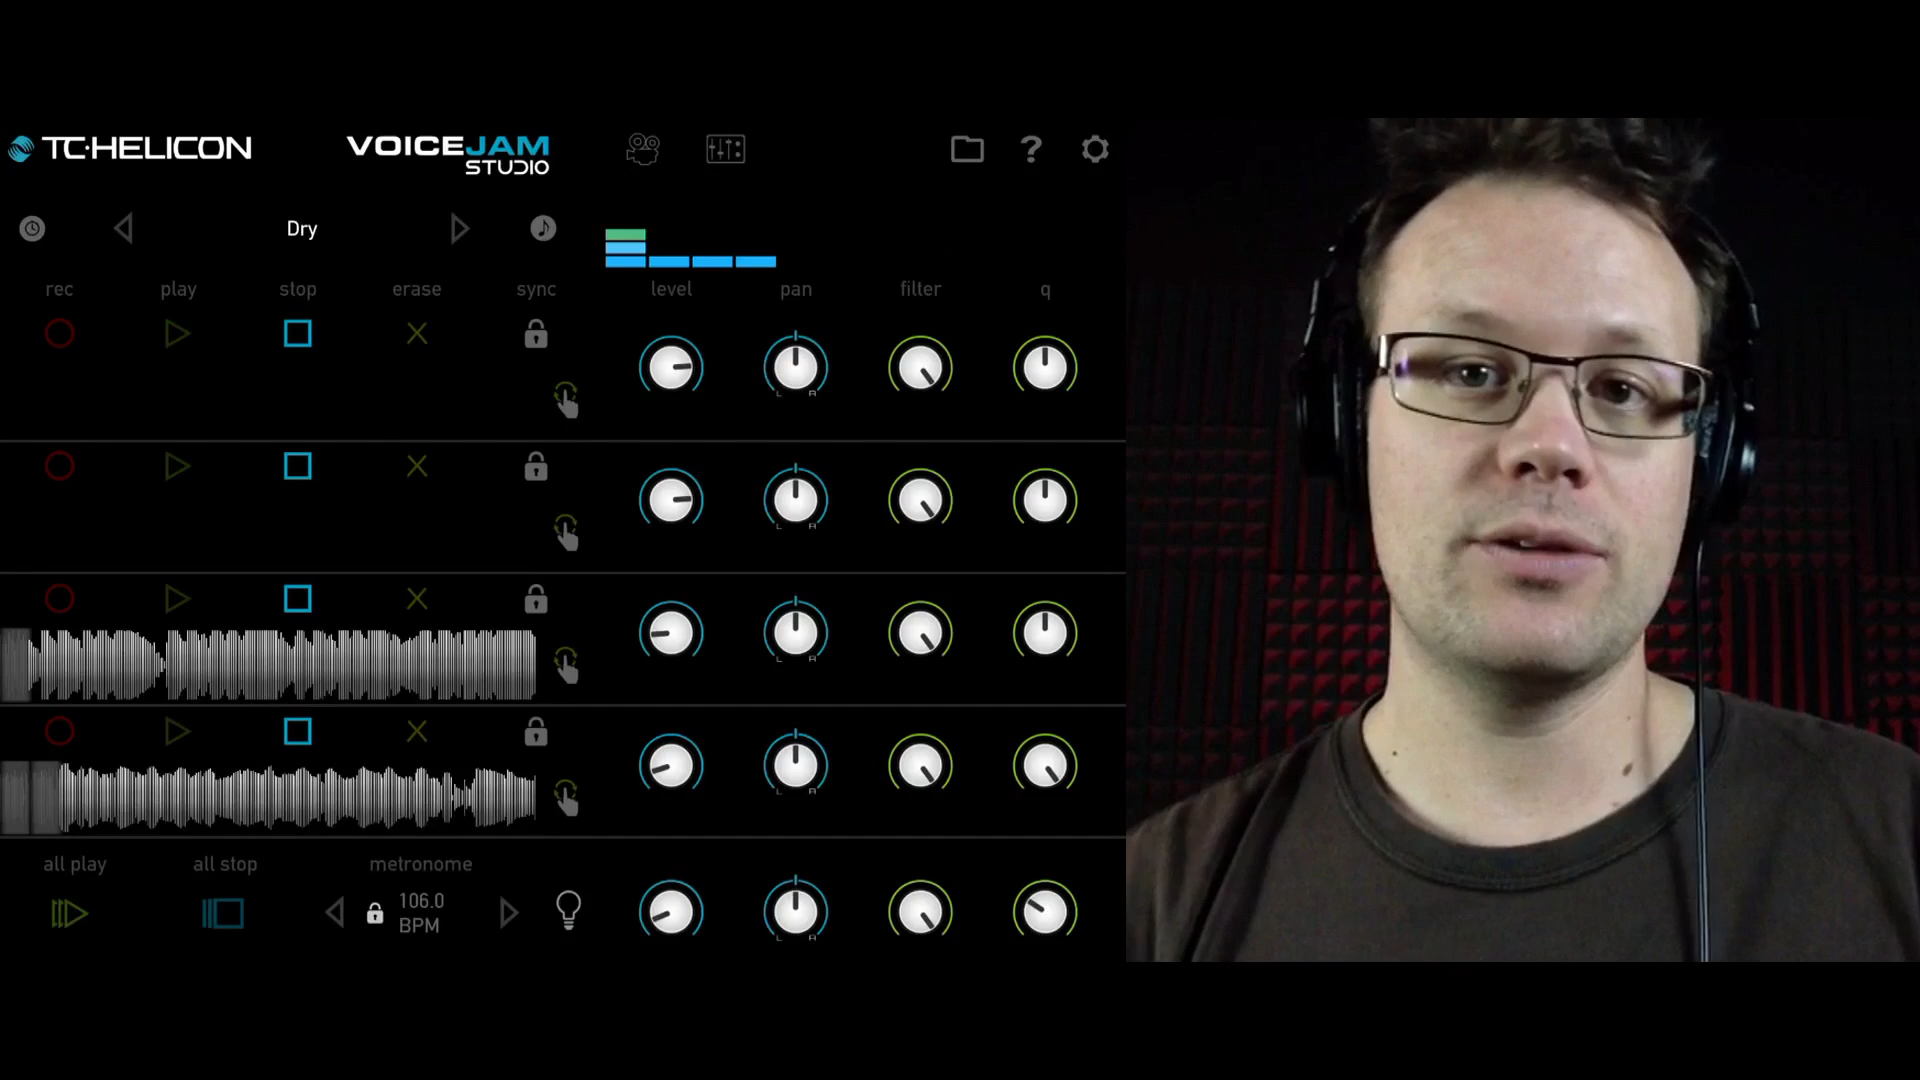 TC·HELICON
VOICEJAM
STUDIO
?
Dry
rec play stop erase sync level pan filter q
L R
L R
L R
L R
all play all stop metronome
106.0
BPM
L R